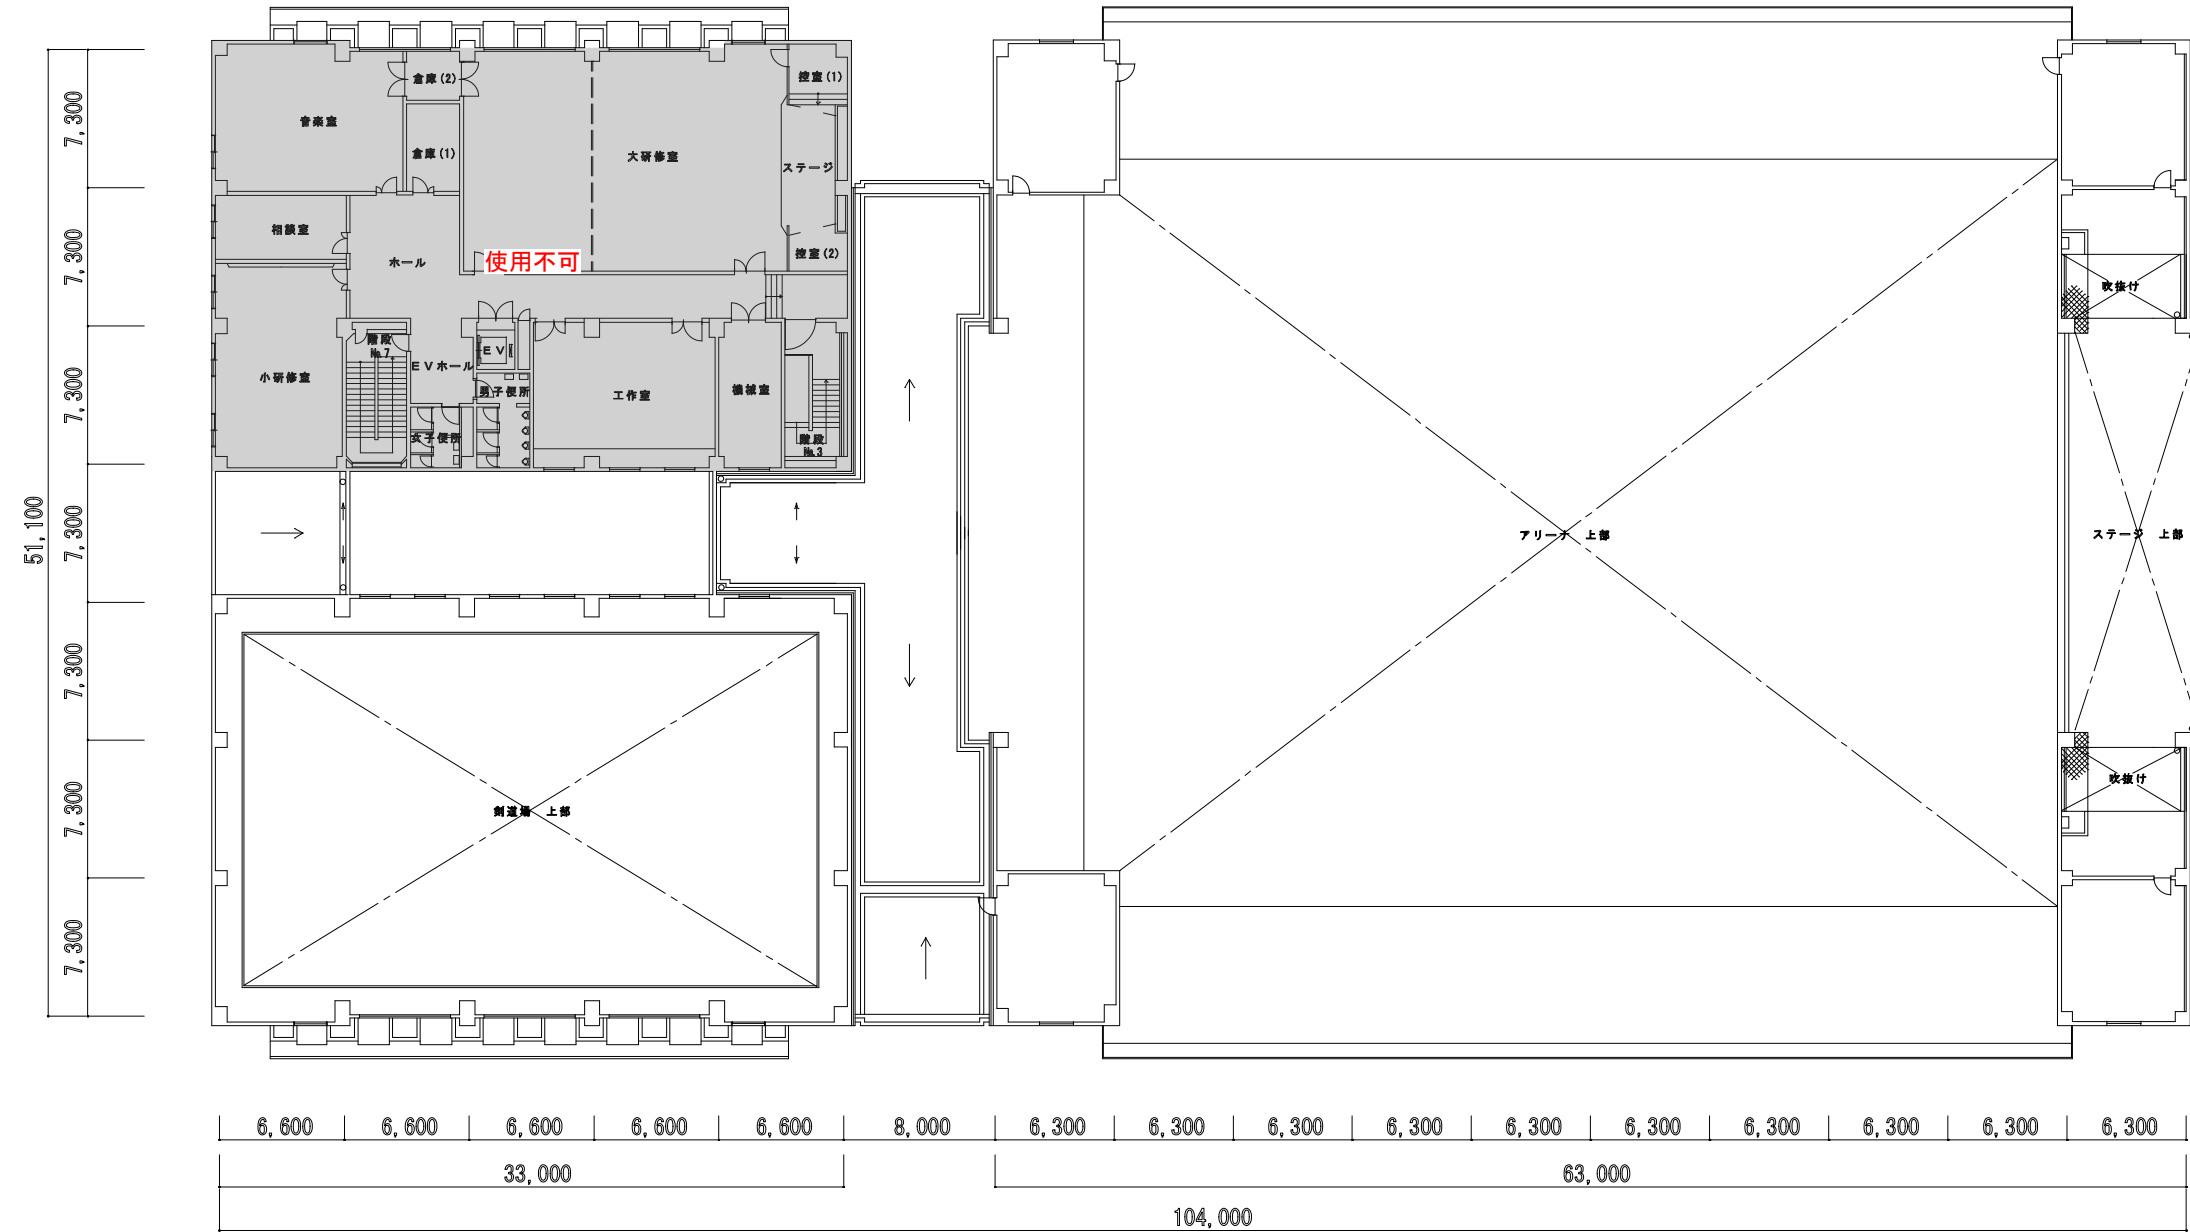 倉庫(2)
控室(1)
音楽室
倉庫(1)
大研修室
ステージ
相談室
ホール
使用不可
控室(2)
吹抜け
階段
№7
EV
EVホール
小研修室
男子便所
工作室
機械室
女子便所
階段
№3
アリーナ 上部
ステージ 上部
吹抜け
剣道場 上部
7,300
7,300
7,300
7,300
7,300
7,300
7,300
51,100
6,600
6,600
6,600
6,600
6,600
8,000
6,300
6,300
6,300
6,300
6,300
6,300
6,300
6,300
6,300
6,300
33,000
63,000
104,000